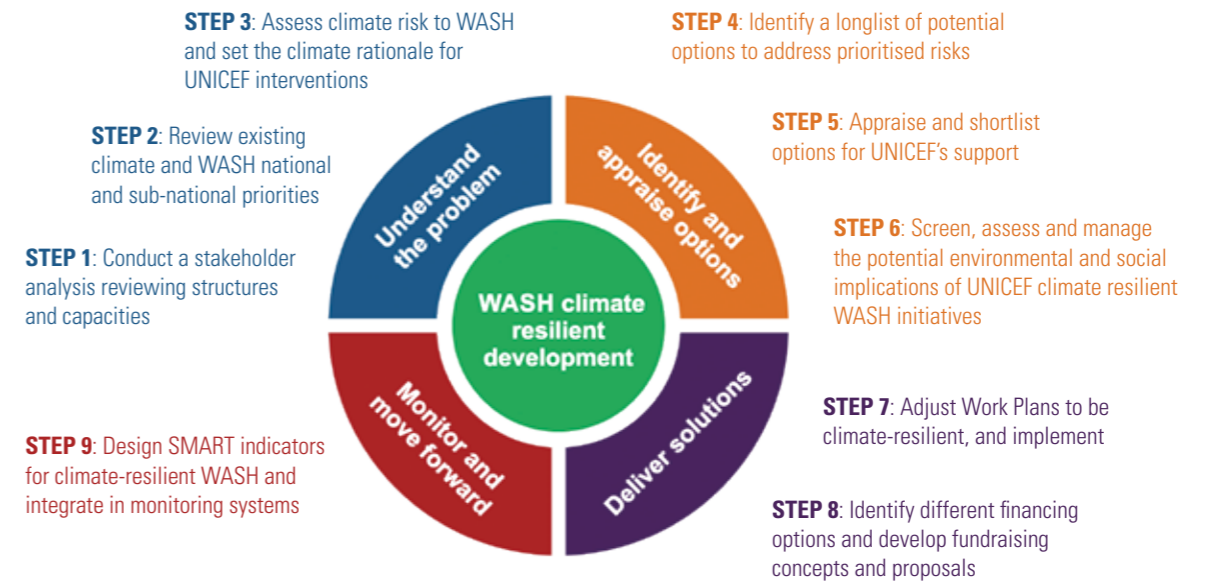 STEP 3: Assess climate risk to WASH
and set the climate rationale for
UNICEF interventions
STEP 2: Review existing
climate and WASH national
and sub-national priorities
STEP 1: Conduct a stakeholder
analysis reviewing structures
and capacities
STEP 9: Design SMART indicators
for climate-resilient WASH and
integrate in monitoring systems
Understand
the problem
Identify and
appraise options
WASH climate
resilient
development
Monitor and
move forward
Deliver solutions
STEP 4: Identify a longlist of potential
options to address prioritised risks
STEP 5: Appraise and shortlist
options for UNICEF’s support
STEP 6: Screen, assess and manage
the potential environmental and social
implications of UNICEF climate resilient
WASH initiatives
STEP 7: Adjust Work Plans to be
climate-resilient, and implement
STEP 8: Identify different financing
options and develop fundraising
concepts and proposals